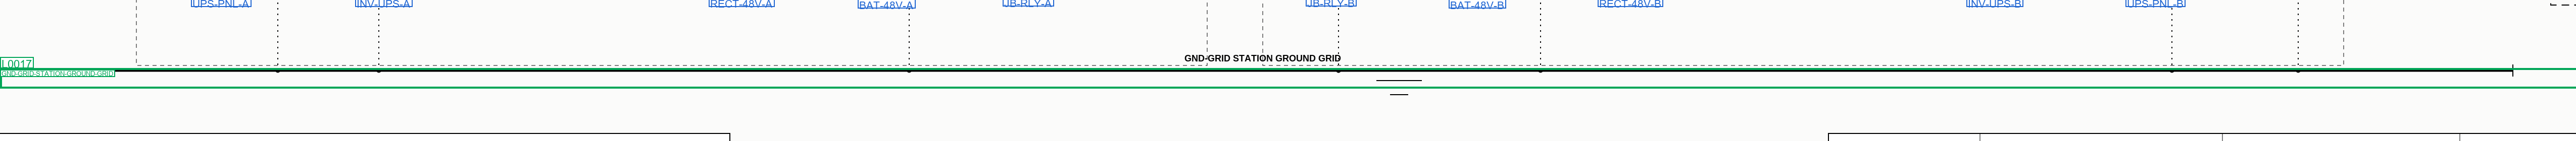 UPS-PNL-A INV-UPS-A RECT-48V-A BAT-48V-A UB-RLY-A UB-RLY-B BAT-48V-B RECT-48V-B INV-UPS-B UPS-PNL-B
GND-GRID STATION GROUND GRID
L0017
GND-GRID-STATION-GROUND-GRID